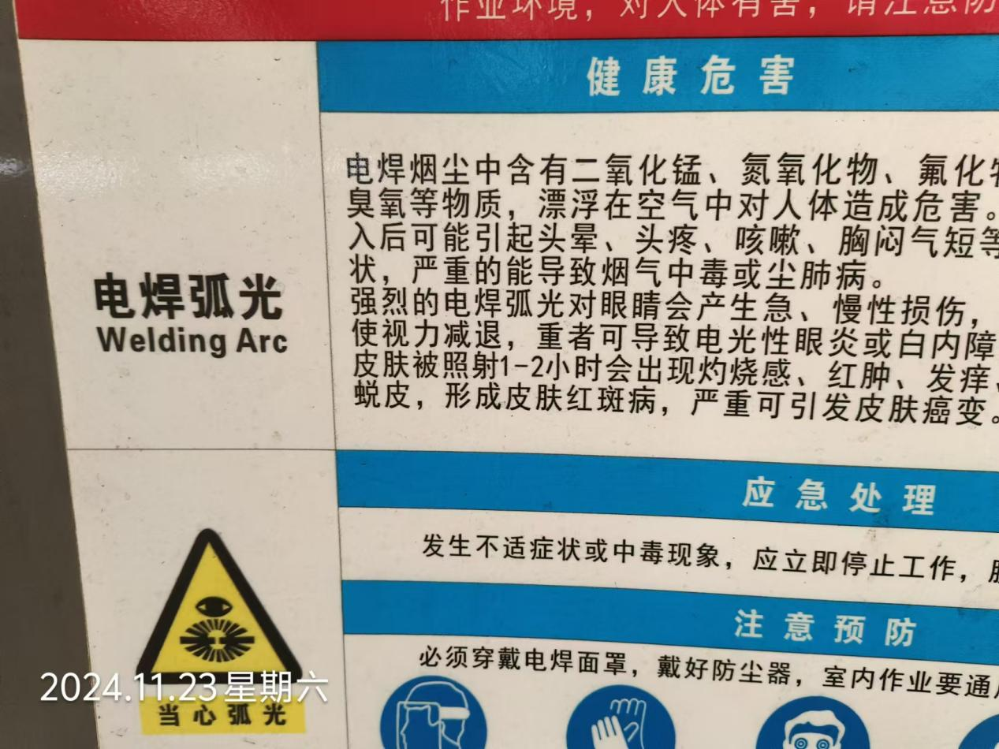 作业环境，对人体有害，请注意防
健康危害
电焊烟尘中含有二氧化锰、氮氧化物、氟化物
臭氧等物质，漂浮在空气中对人体造成危害。
入后可能引起头晕、头疼、咳嗽、胸闷气短等
状，严重的能导致烟气中毒或尘肺病。
强烈的电焊弧光对眼睛会产生急、慢性损伤，
使视力减退，重者可导致电光性眼炎或白内障
皮肤被照射1-2小时会出现灼烧感、红肿、发痒、
蜕皮，形成皮肤红斑病，严重可引发皮肤癌变。
电焊弧光
Welding Arc
应急处理
发生不适症状或中毒现象，应立即停止工作，
注意预防
必须穿戴电焊面罩，戴好防尘器，室内作业要通
当心弧光
2024.11.23 星期六